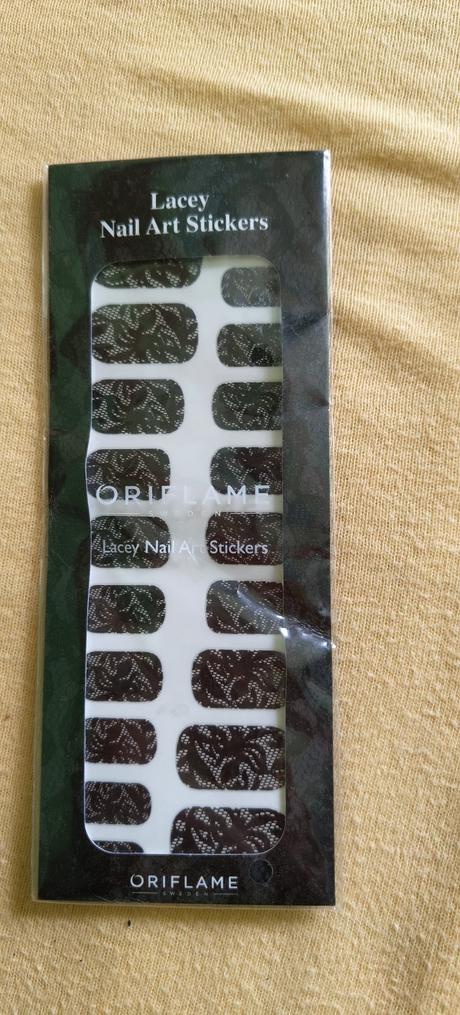 Lacey
Nail Art Stickers
ORIFLAME
SWEDEN
Lacey Nail Art Stickers
ORIFLAME
SWEDEN